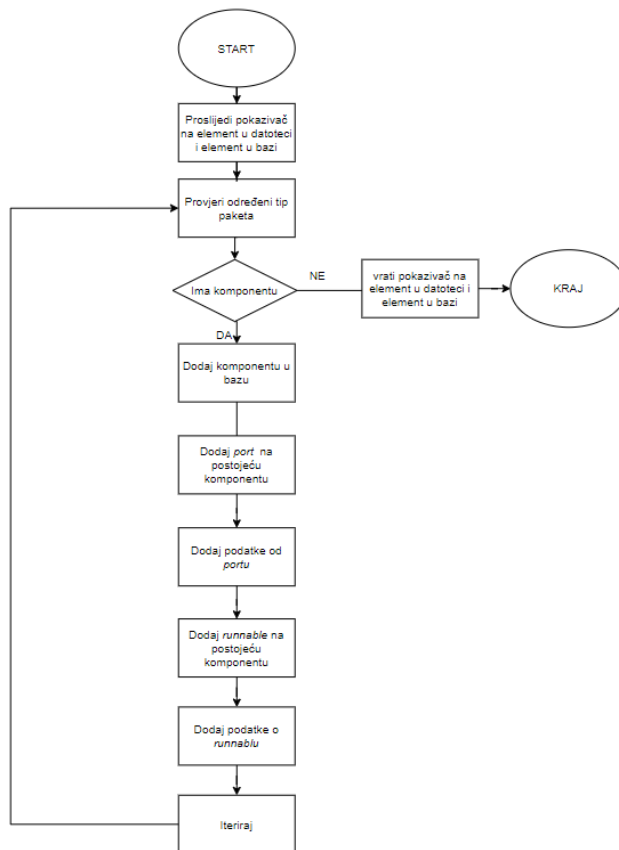 START
Proslijedi pokazivač
na element u datoteci
i element u bazi
Provjeri određeni tip
paketa
Ima komponentu
NE
vrati pokazivač na
element u datoteci i
element u bazi
KRAJ
DA
Dodaj komponentu u
bazu
Dodaj port na
postojeću
komponentu
Dodaj podatke od
portu
Dodaj runnable na
postojeću
komponentu
Dodaj podatke o
runnablu
Iteriraj